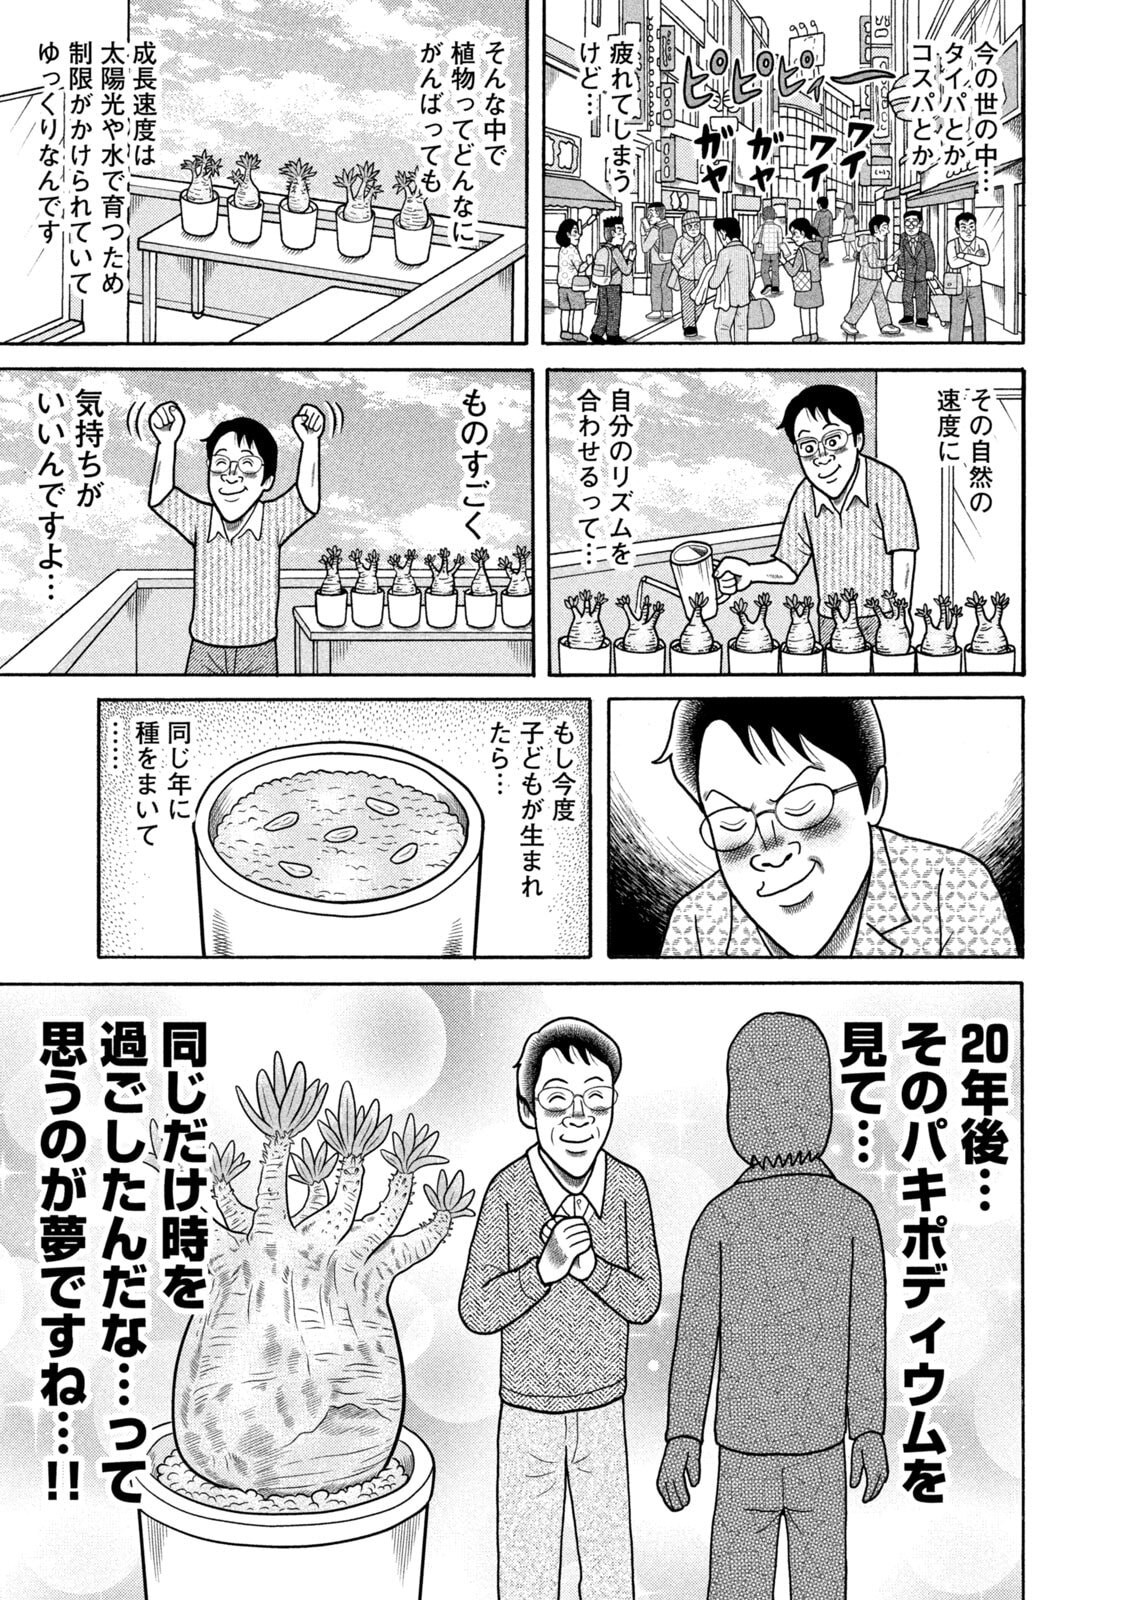 今の世の中…
タイパとか
コスパとか
ピピピィー
ワイ
ワイ
ガヤ
ガヤ
疲れてしまう
けど…
そんな中で
植物ってどんなに
がんばっても
成長速度は
太陽光や水で育つため
制限がかけられていて
ゆっくりなんです
その自然の
速度に
自分のリズムを
合わせるって…
ものすごく
気持ちが
いいんですよ…
もし今度
子どもが生まれ
たら…
同じ年に
種をまいて
……
20年後…
そのパキポディウムを
見て…
同じだけ時を
過ごしたんだな…って
思うのが夢ですね…!!